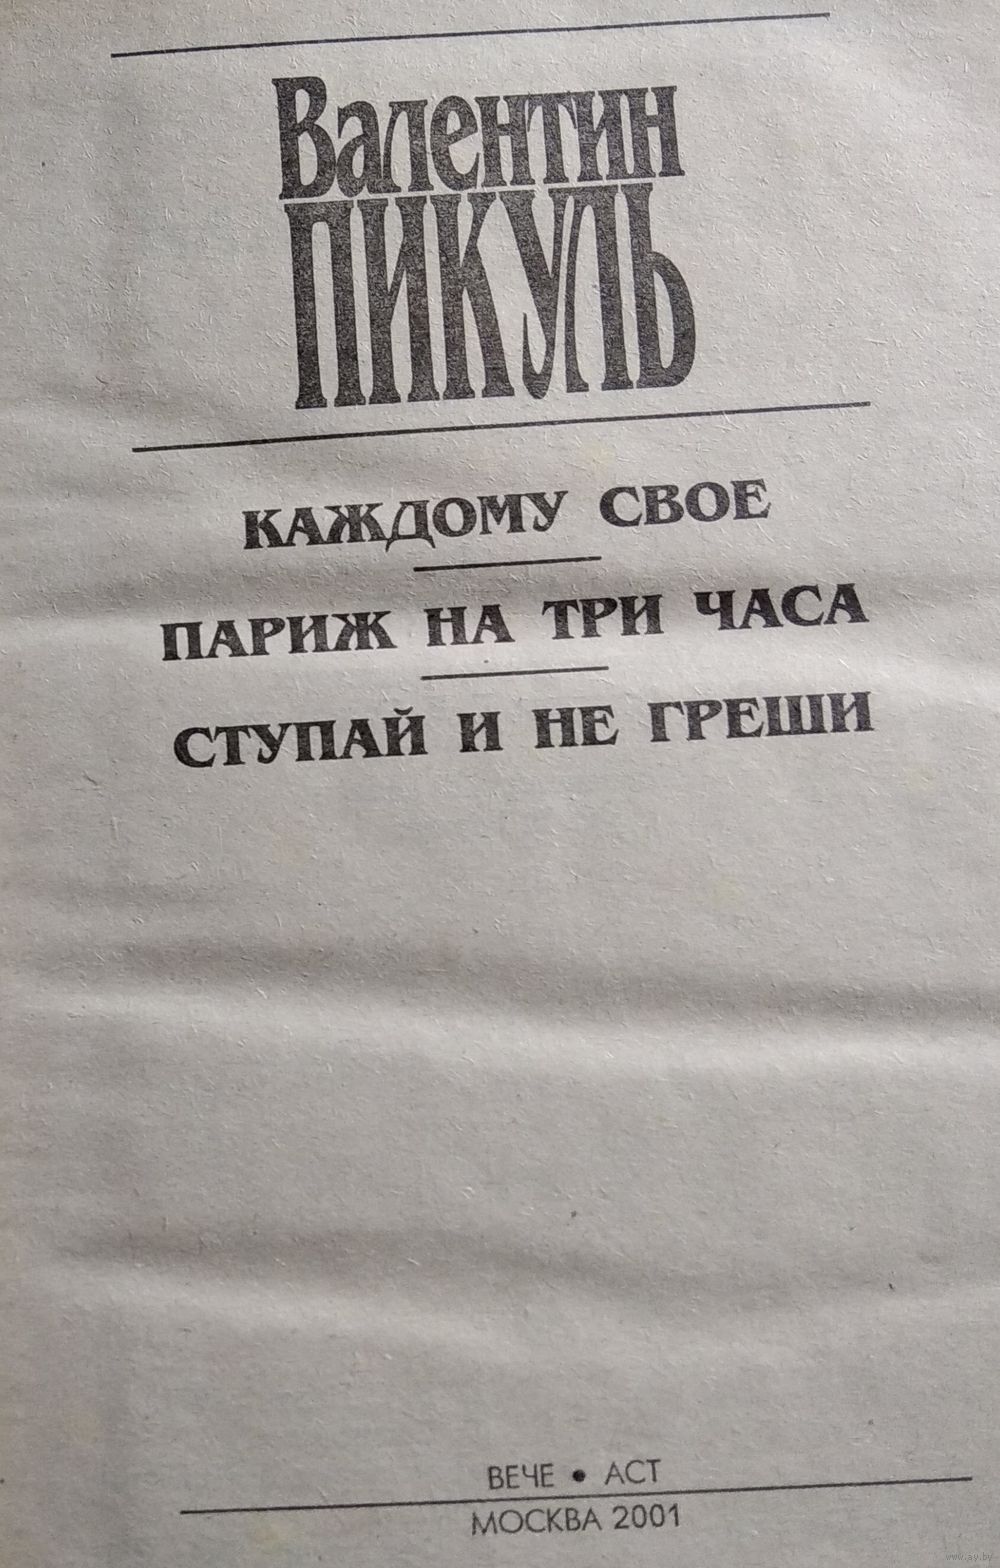 Валентин
ПИКУЛЬ
КАЖДОМУ СВОЕ
ПАРИЖ НА ТРИ ЧАСА
СТУПАЙ И НЕ ГРЕШИ
ВЕЧЕ • АСТ
МОСКВА 2001